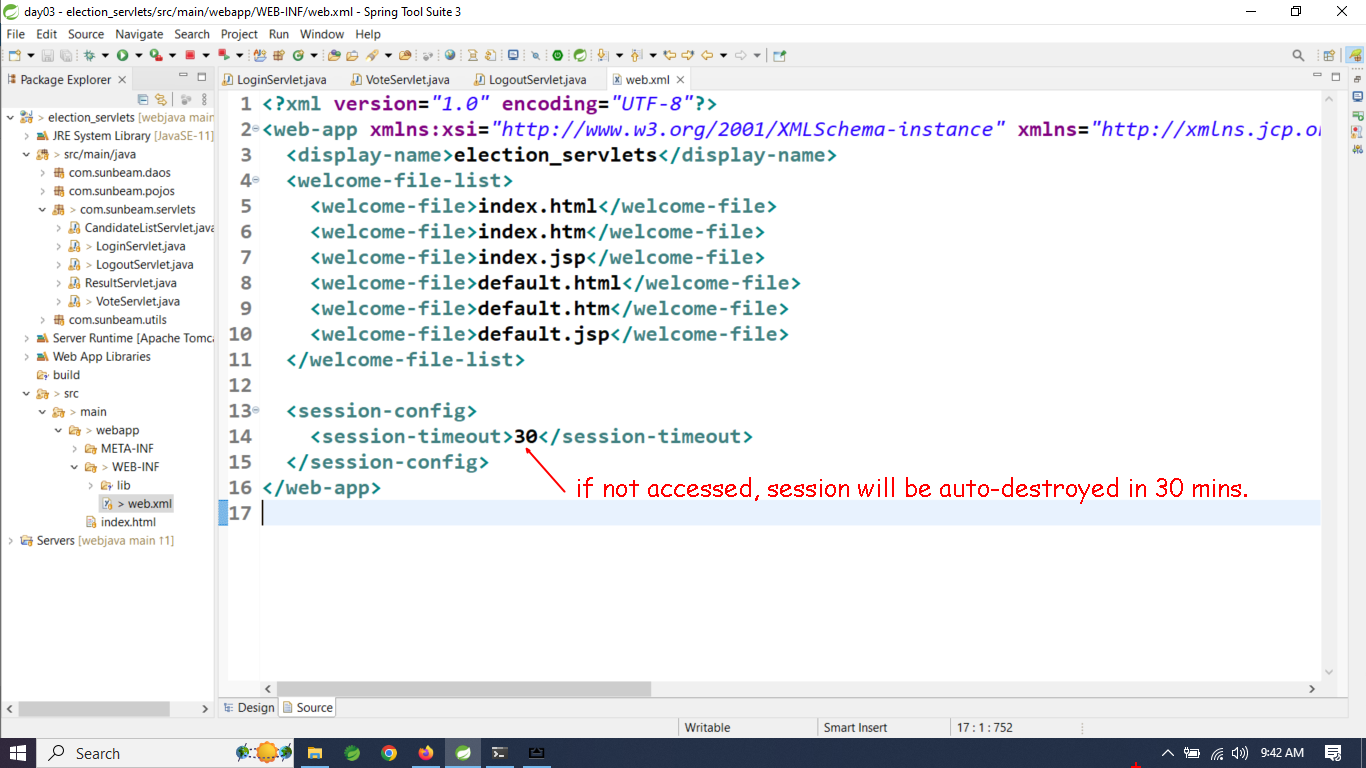 day03 - election_servlets/src/main/webapp/WEB-INF/web.xml - Spring Tool Suite 3
File Edit Source Navigate Search Project Run Window Help
Package Explorer
LoginServlet.java VoteServlet.java LogoutServlet.java web.xml
> election_servlets [webjava main
JRE System Library [JavaSE-11]
> src/main/java
com.sunbeam.daos
com.sunbeam.pojos
> com.sunbeam.servlets
CandidateListServlet.java
> LoginServlet.java
> LogoutServlet.java
ResultServlet.java
> VoteServlet.java
com.sunbeam.utils
Server Runtime [Apache Tomca
Web App Libraries
build
> src
> main
> webapp
META-INF
> WEB-INF
> lib
> web.xml
index.html
Servers [webjava main ↑1]
1 <?xml version="1.0" encoding="UTF-8"?>
2 <web-app xmlns:xsi="http://www.w3.org/2001/XMLSchema-instance" xmlns="http://xmlns.jcp.or
3 <display-name>election_servlets</display-name>
4 <welcome-file-list>
5 <welcome-file>index.html</welcome-file>
6 <welcome-file>index.htm</welcome-file>
7 <welcome-file>index.jsp</welcome-file>
8 <welcome-file>default.html</welcome-file>
9 <welcome-file>default.htm</welcome-file>
10 <welcome-file>default.jsp</welcome-file>
11 </welcome-file-list>
12
13 <session-config>
14 <session-timeout>30</session-timeout>
15 </session-config>
16 </web-app>
if not accessed, session will be auto-destroyed in 30 mins.
17
Design Source
Writable Smart Insert 17 : 1 : 752
Search
9:42 AM